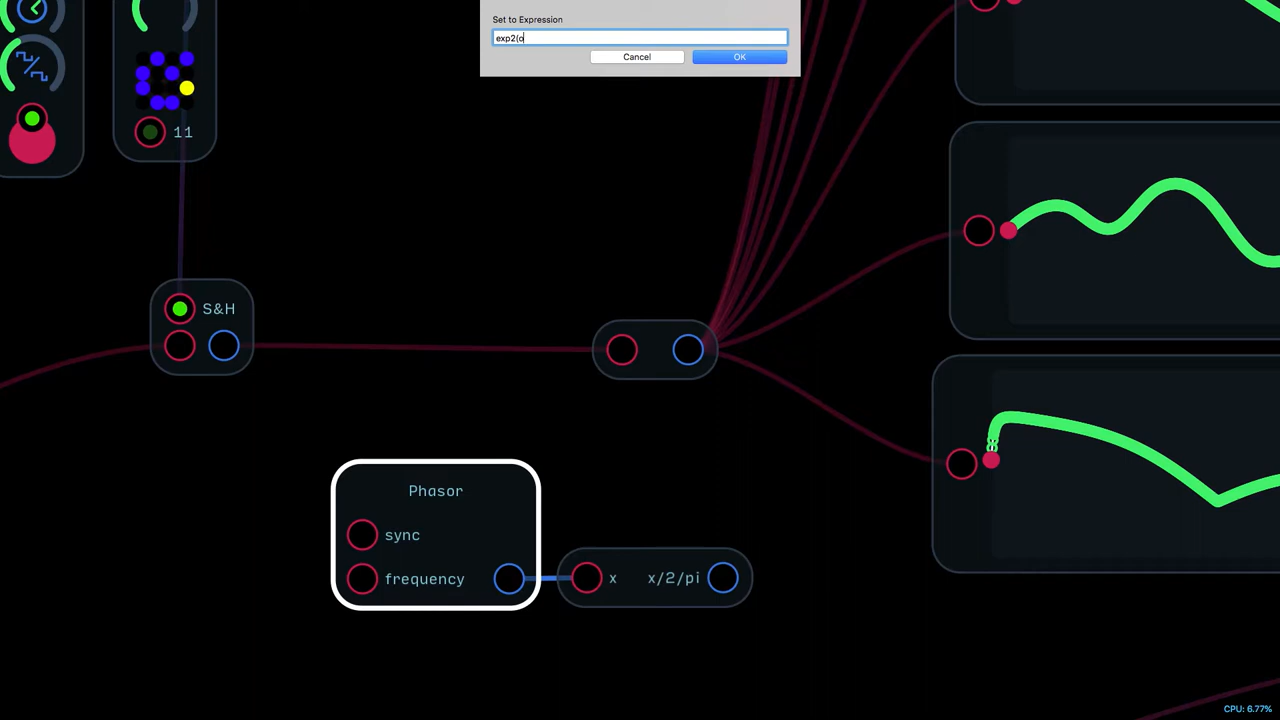 Set to Expression
exp2(o
Cancel
OK
11
S&H
Phasor
sync
frequency
x
x/2/pi
CPU: 6.77%